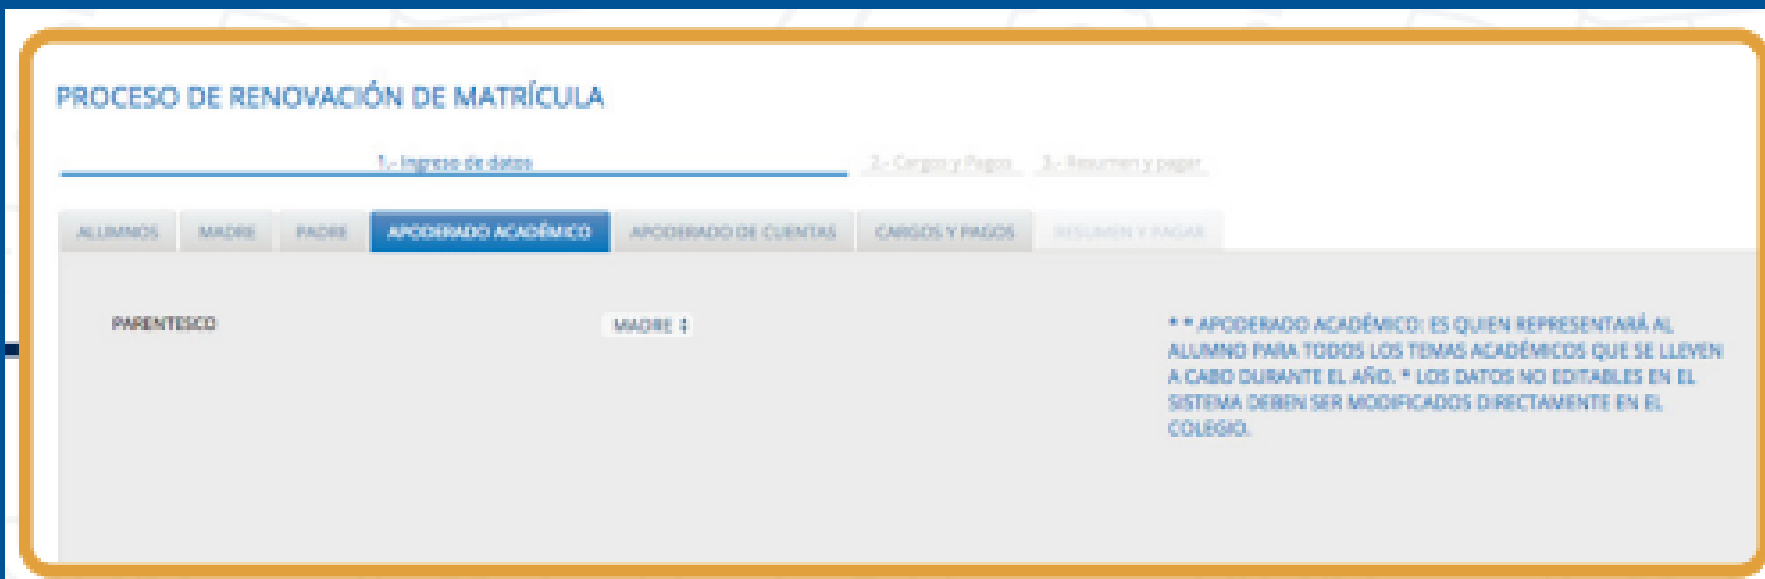 PROCESO DE RENOVACIÓN DE MATRÍCULA
1.- Ingreso de datos 2.- Cargos y Pagos 3.- Resumen y pagar
ALUMNOS MADRE PADRE APODERADO ACADÉMICO APODERADO DE CUENTAS CARGOS Y PAGOS RESUMEN Y PAGAR
PARENTESCO MADRE
* * APODERADO ACADÉMICO: ES QUIEN REPRESENTARÁ AL
ALUMNO PARA TODOS LOS TEMAS ACADÉMICOS QUE SE LLEVEN
A CABO DURANTE EL AÑO. * LOS DATOS NO EDITABLES EN EL
SISTEMA DEBEN SER MODIFICADOS DIRECTAMENTE EN EL
COLEGIO.